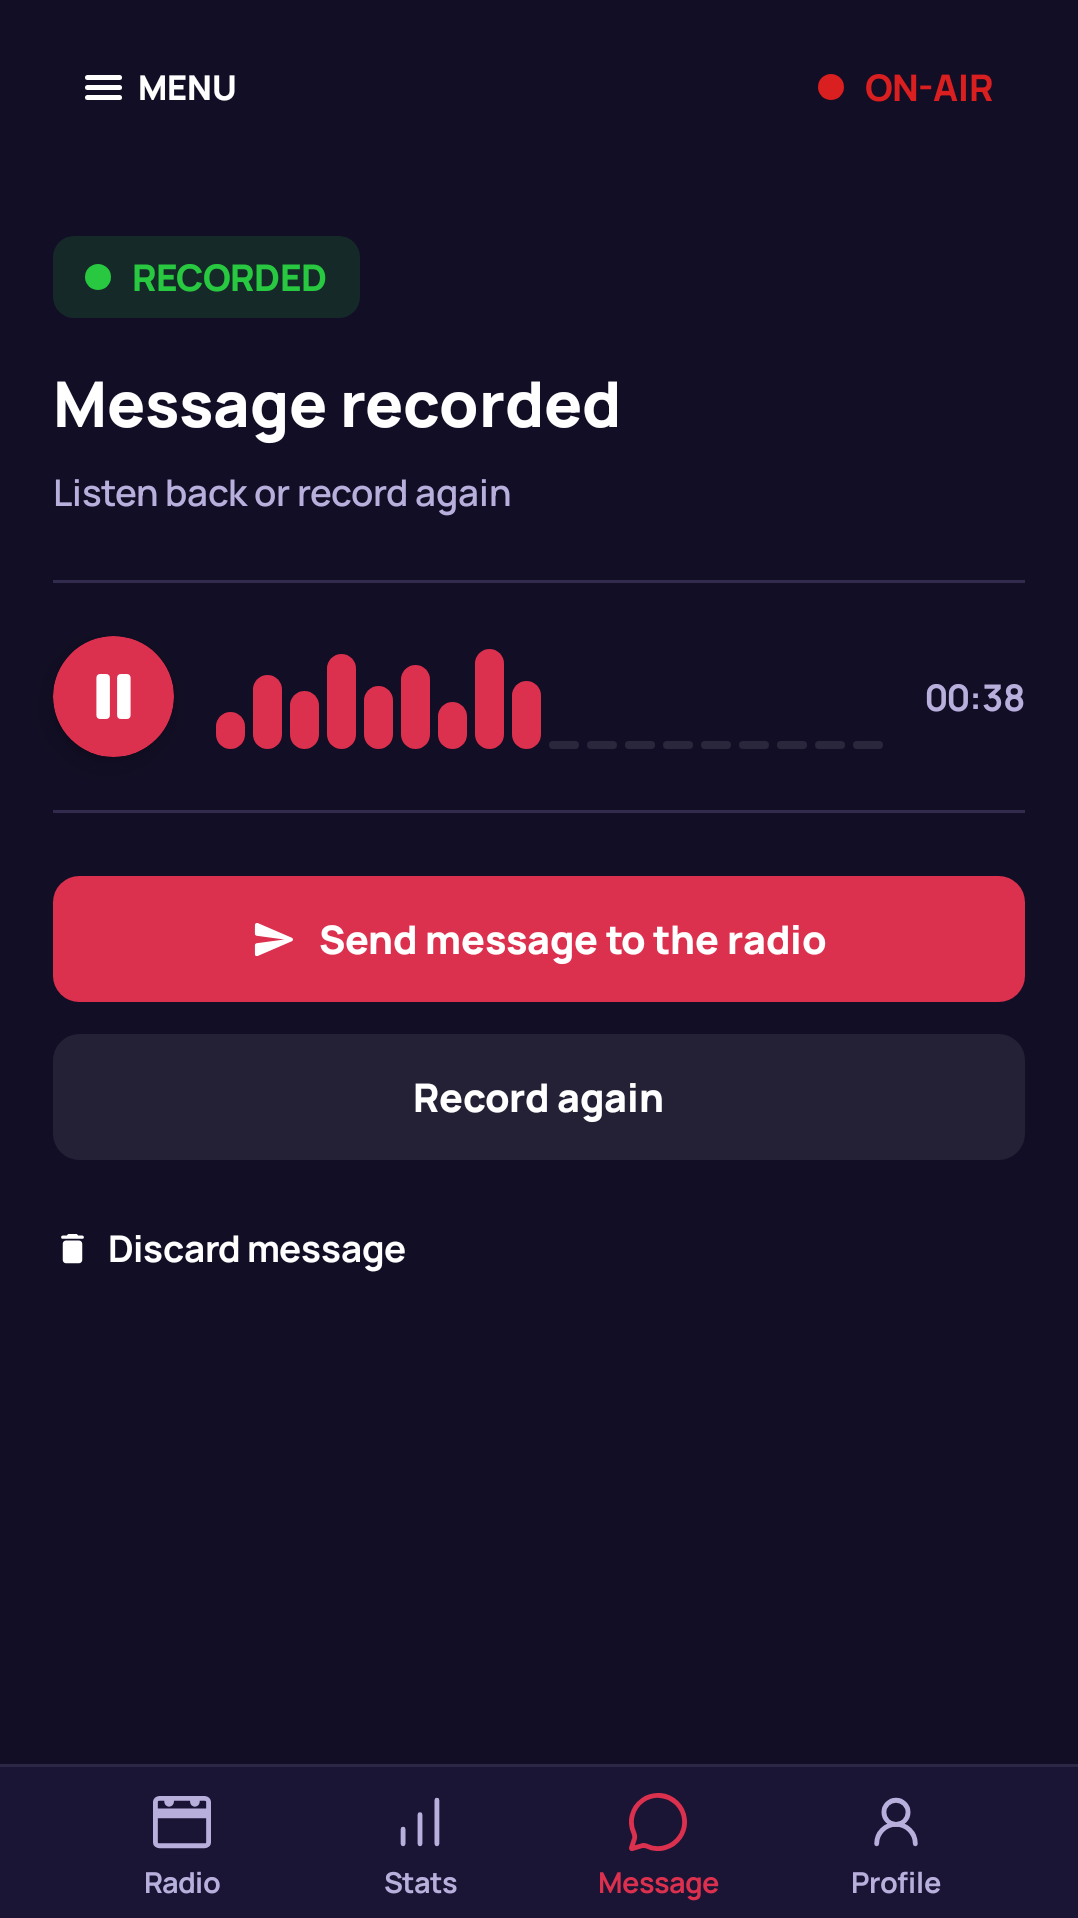 MENU
ON-AIR
RECORDED
Message recorded
Listen back or record again
00:38
Send message to the radio
Record again
Discard message
Radio
Stats
Message
Profile